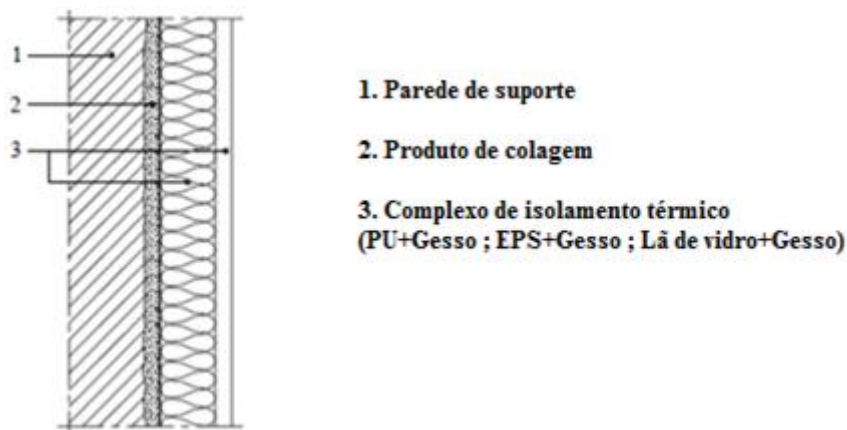 1
2
3
1. Parede de suporte
2. Produto de colagem
3. Complexo de isolamento térmico
(PU+Gesso ; EPS+Gesso ; Lã de vidro+Gesso)